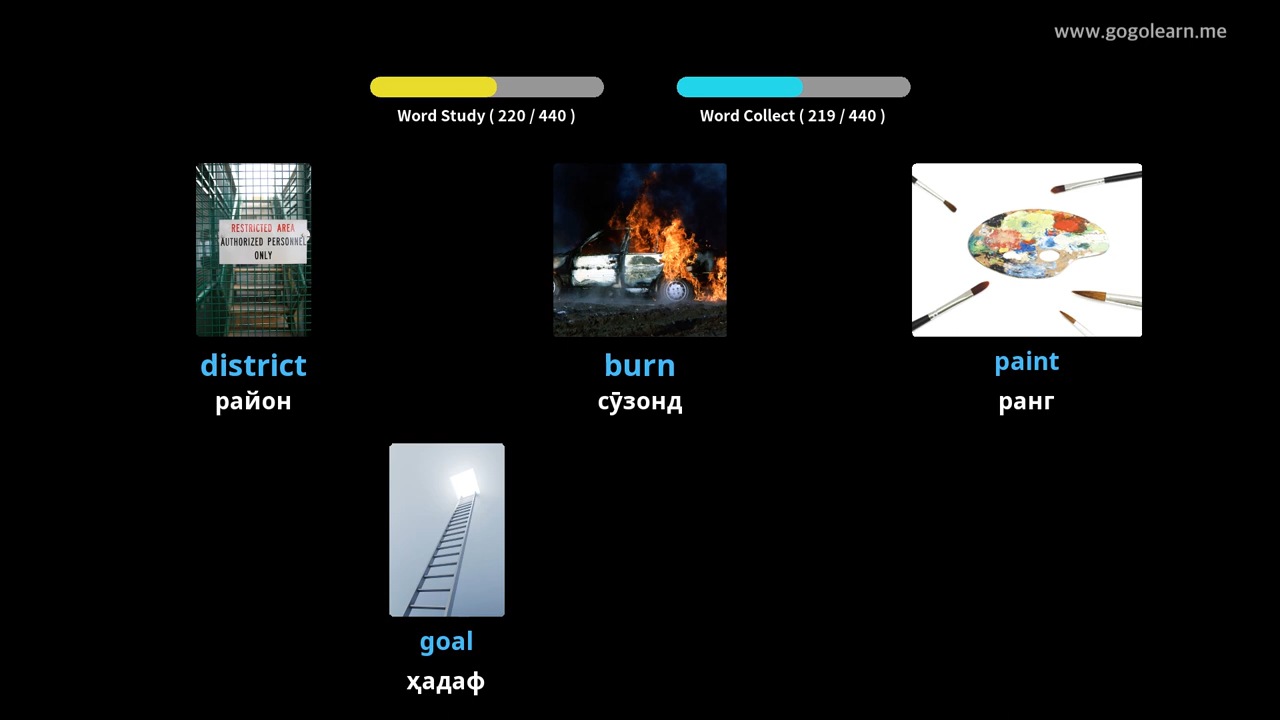 www.gogolearn.me
Word Study ( 220 / 440 )
Word Collect ( 219 / 440 )
RESTRICTED AREA
AUTHORIZED PERSONNEL
ONLY
district
район
burn
сӯзонд
paint
ранг
goal
ҳадаф